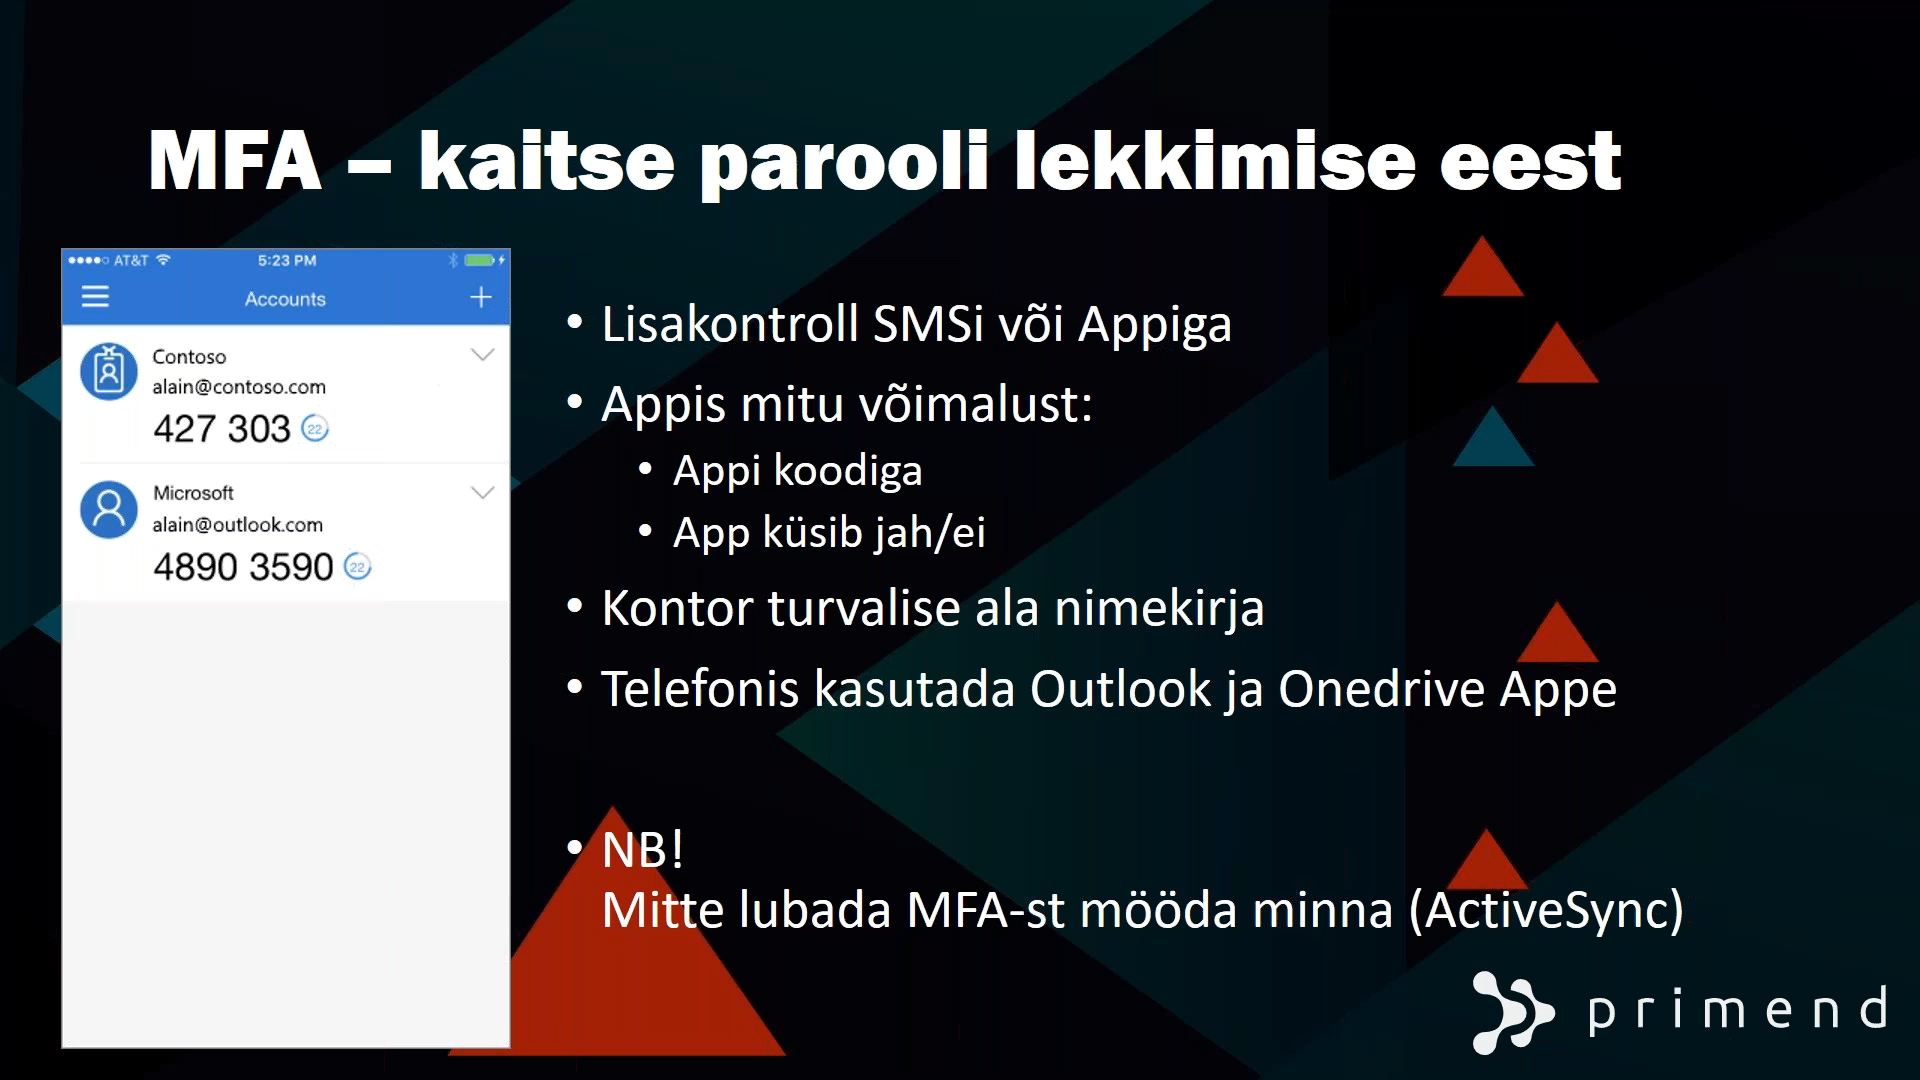 MFA – kaitse parooli lekkimise eest
AT&T 5:23 PM
Accounts
Contoso
alain@contoso.com
427 303 22
Microsoft
alain@outlook.com
4890 3590 22
• Lisakontroll SMSi või Appiga
• Appis mitu võimalust:
• Appi koodiga
• App küsib jah/ei
• Kontor turvalise ala nimekirja
• Telefonis kasutada Outlook ja Onedrive Appe
• NB!
Mitte lubada MFA-st mööda minna (ActiveSync)
primend